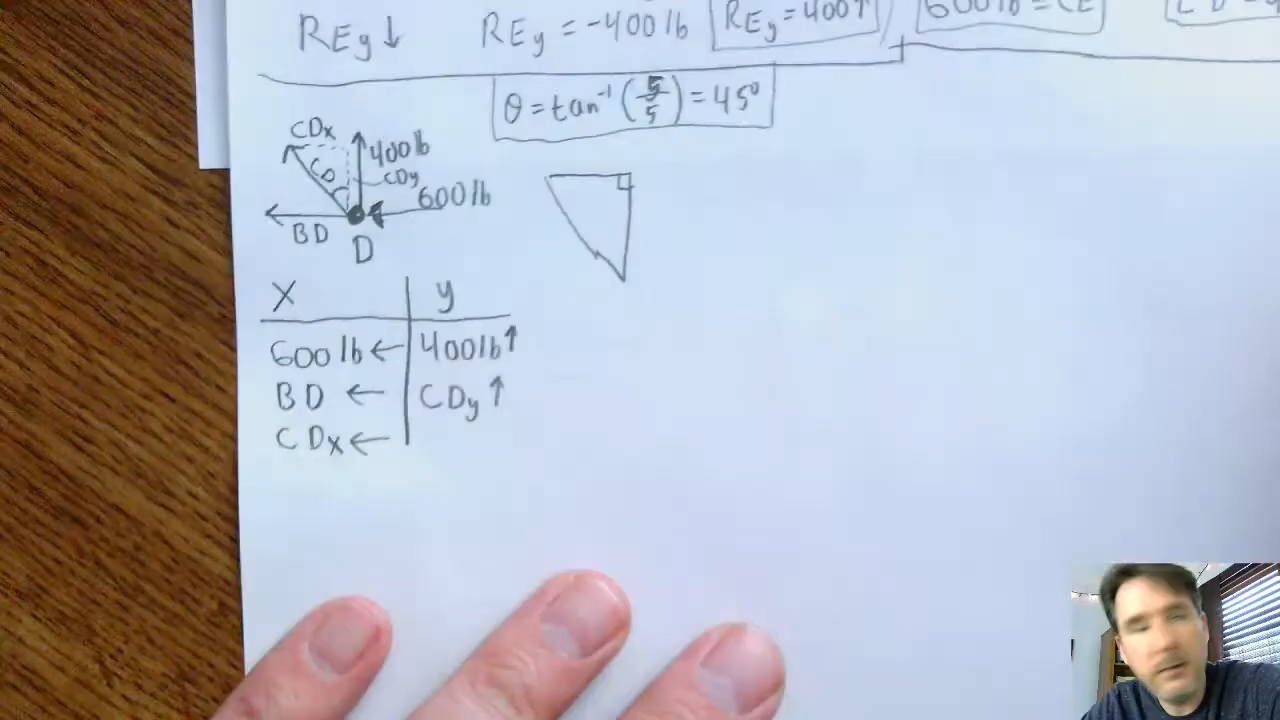 REy↓ REy = -400 lb REy = 400↑ 600 lb = CE
θ = tan⁻¹ (5/5) = 45°
CDx
400 lb
CD
CDy
600 lb
BD
D
X y
600 lb ← 400 lb ↑
BD ← CDy ↑
CDx ←